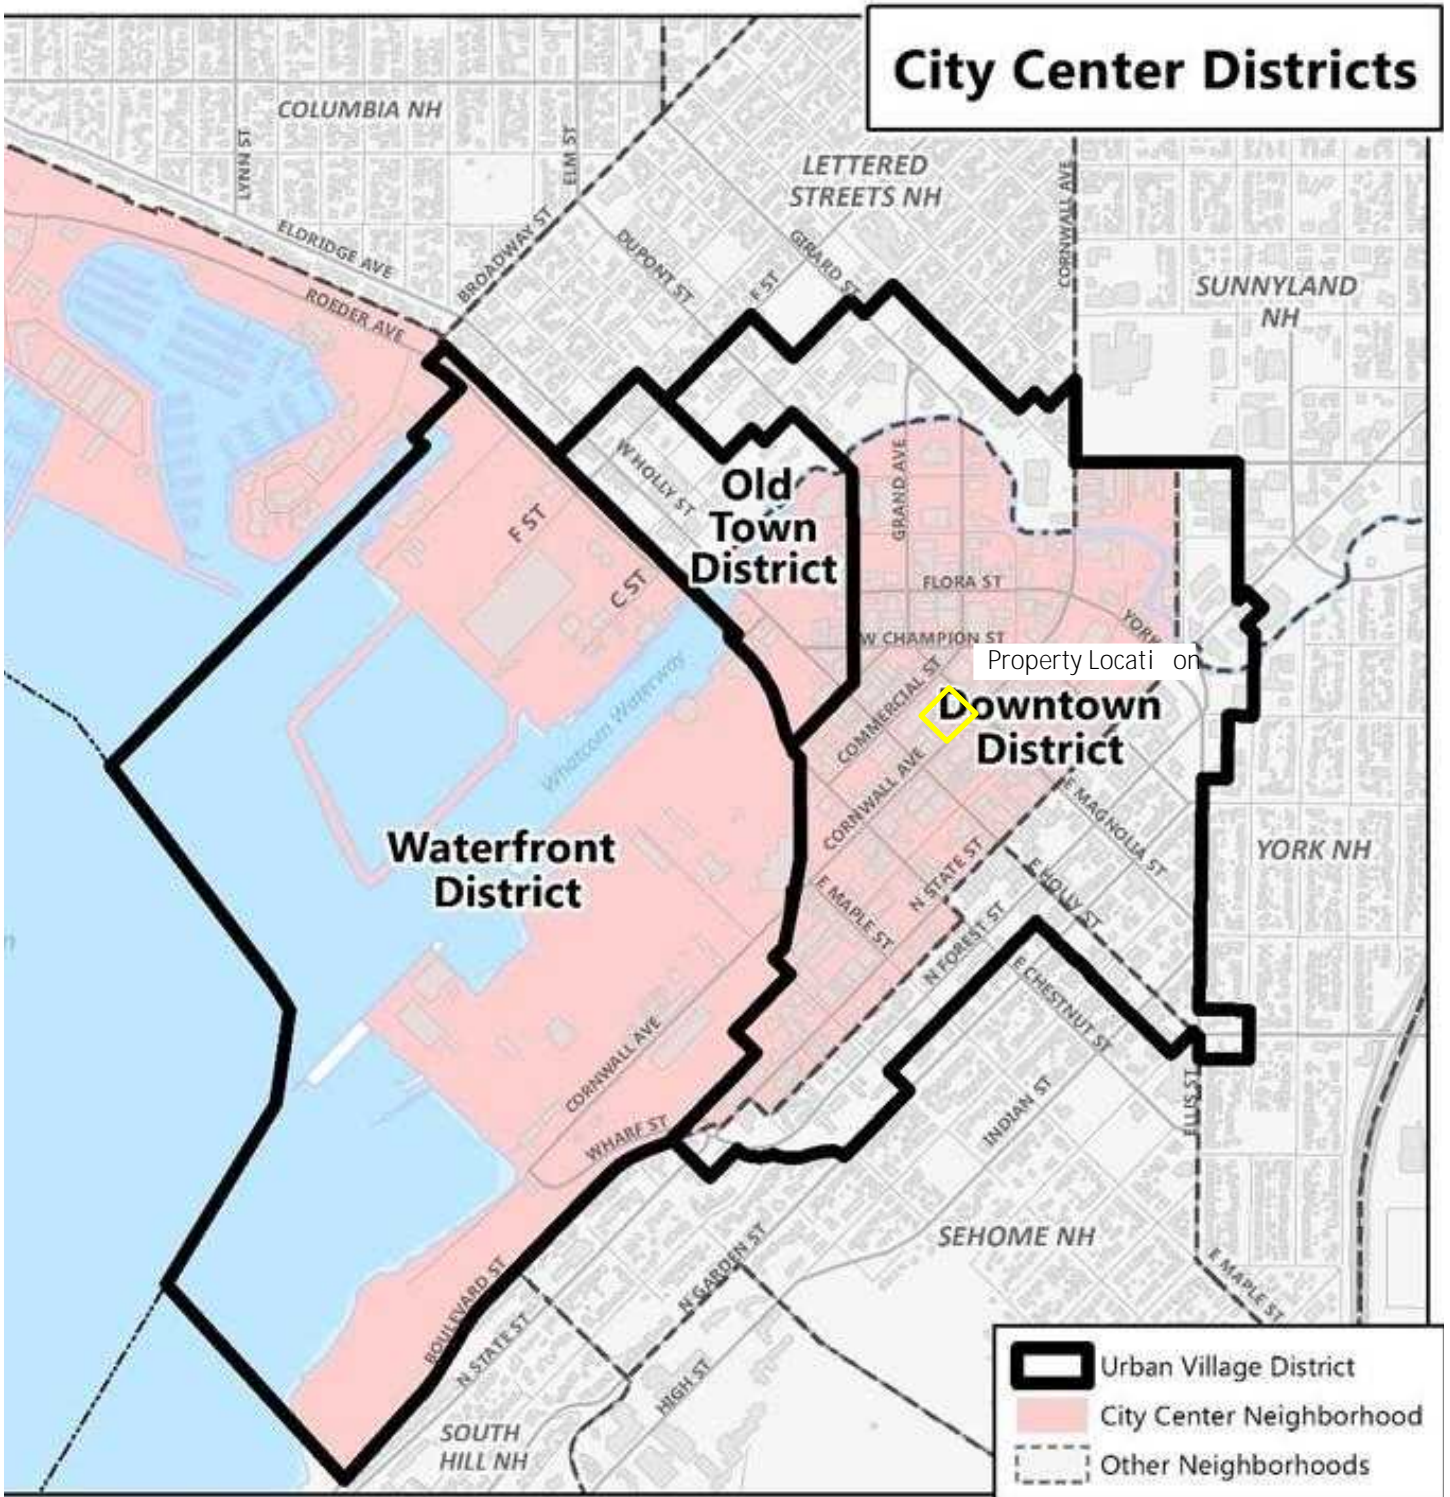 City Center Districts
COLUMBIA NH
LYNN ST
ELM ST
LETTERED
STREETS NH
CORNWALL AVE
ELDRIDGE AVE
BROADWAY ST
DUPONT ST
GIRARD ST
F ST
SUNNYLAND
NH
ROEDER AVE
W HOLLY ST
Old
Town
District
GRAND AVE
F ST
C ST
FLORA ST
W CHAMPION ST
YORK
Property Locati on
COMMERCIAL ST
Downtown
District
Whatcom Waterway
CORNWALL AVE
E MAGNOLIA ST
Waterfront
District
YORK NH
N STATE ST
E HOLLY ST
E MAPLE ST
N FOREST ST
E CHESTNUT ST
n
CORNWALL AVE
WHARF ST
INDIAN ST
ELLIS ST
SEHOME NH
N GARDEN ST
E MAPLE ST
BOULEVARD ST
N STATE ST
HIGH ST
SOUTH
HILL NH
Urban Village District
City Center Neighborhood
Other Neighborhoods